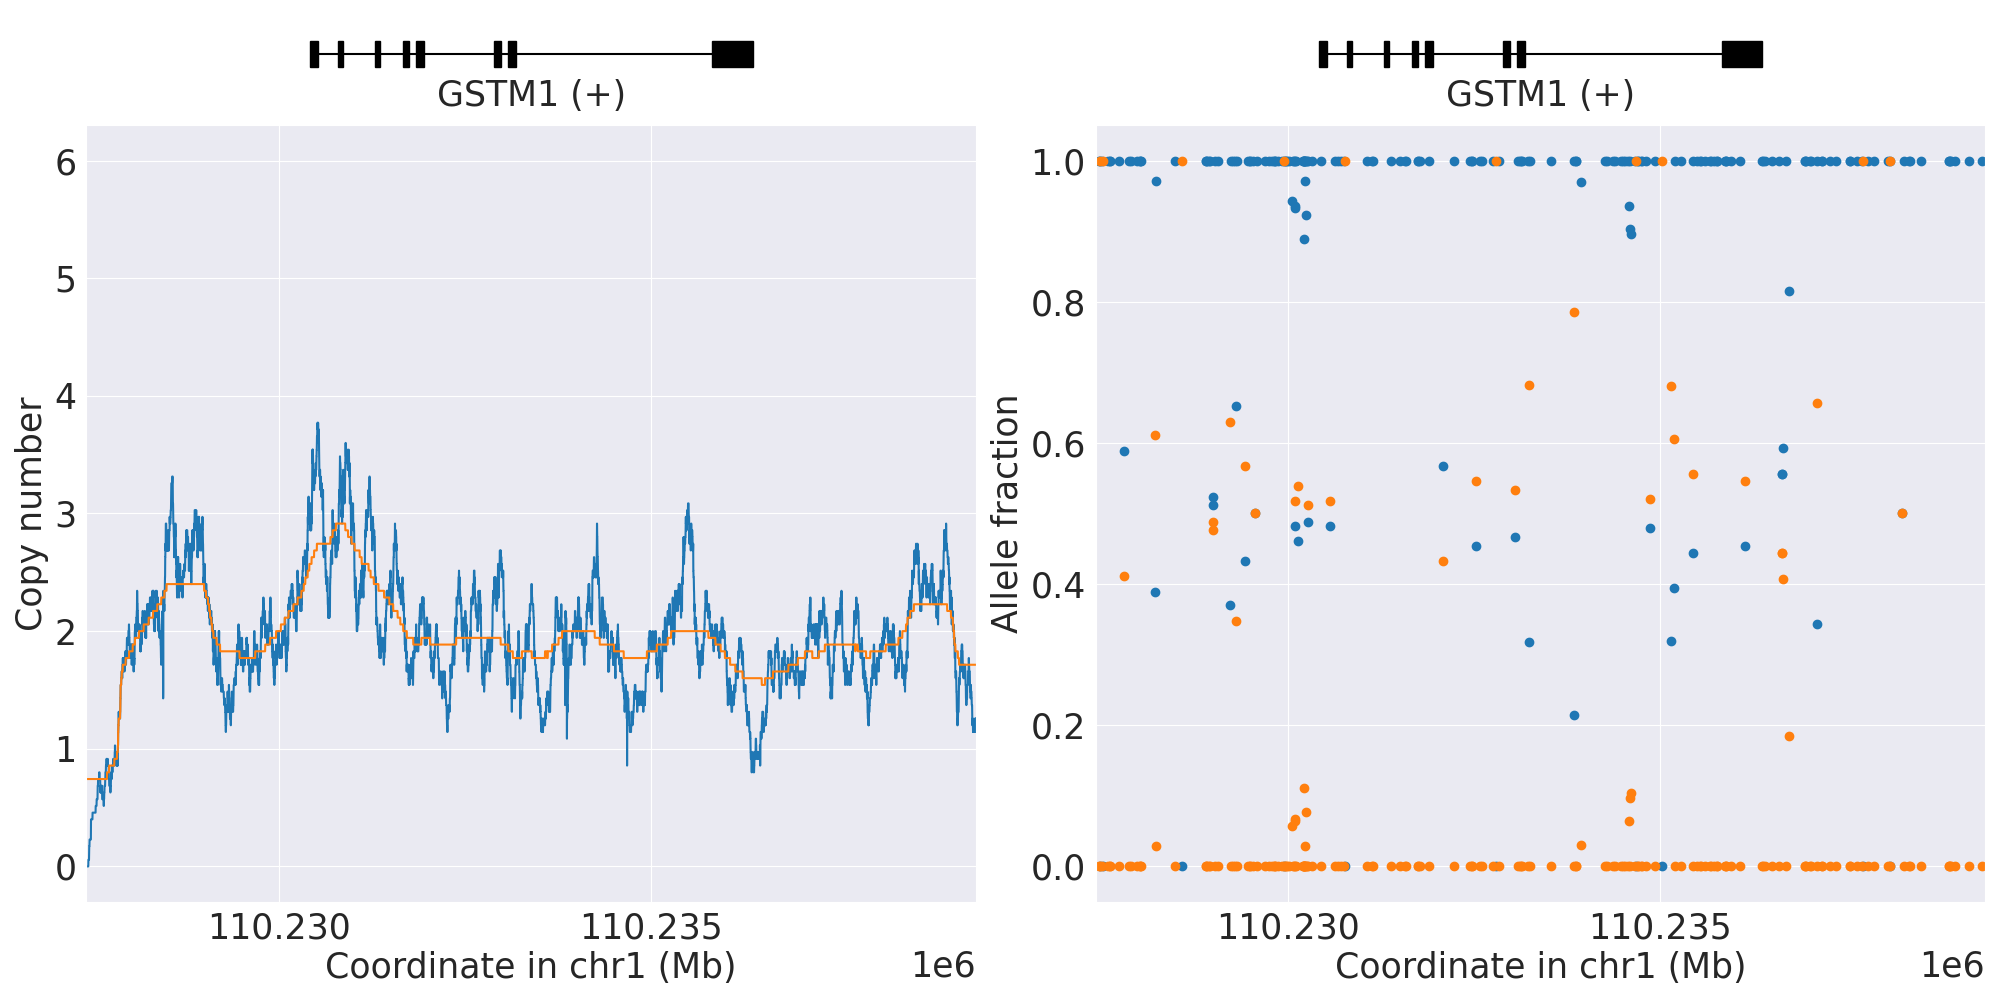 GSTM1 (+)
Copy number
6
5
4
3
2
1
0
110.230
110.235
Coordinate in chr1 (Mb)
1e6
GSTM1 (+)
Allele fraction
1.0
0.8
0.6
0.4
0.2
0.0
110.230
110.235
Coordinate in chr1 (Mb)
1e6